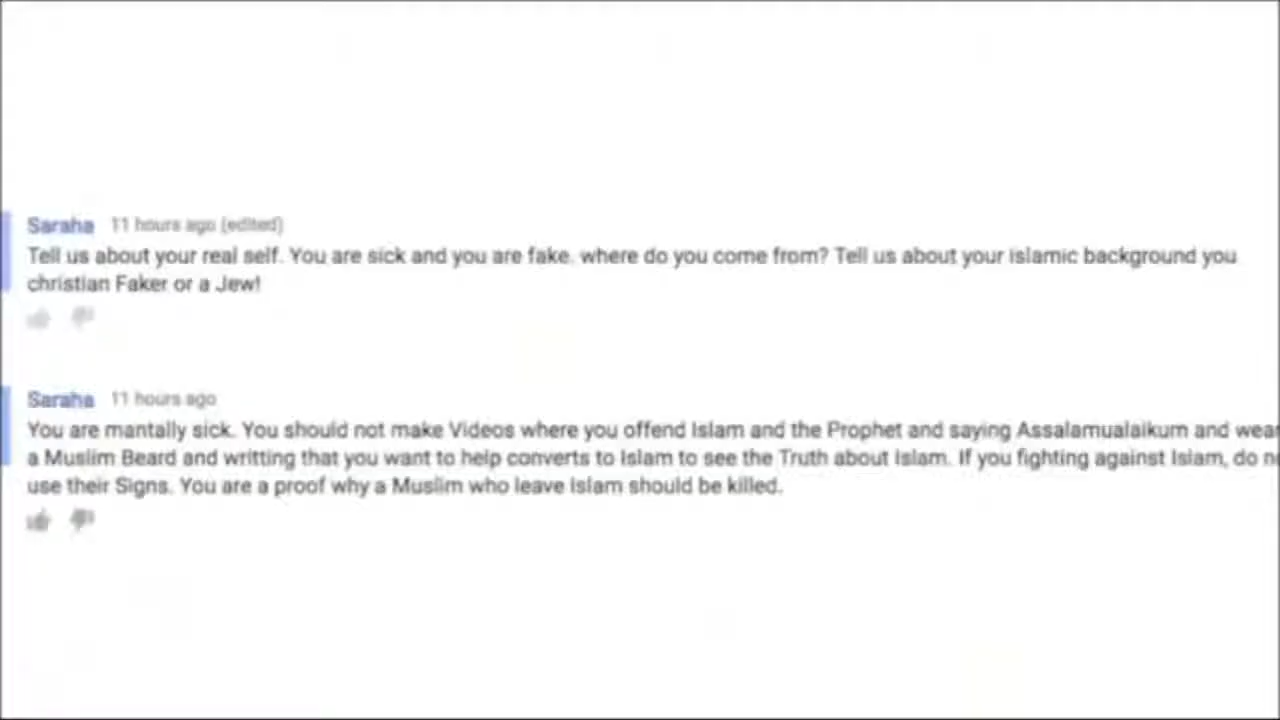 Saraha 11 hours ago (edited)
Tell us about your real self. You are sick and you are fake. where do you come from? Tell us about your islamic background you
christian Faker or a Jew!
Saraha 11 hours ago
You are mantally sick. You should not make Videos where you offend Islam and the Prophet and saying Assalamualaikum and wear
a Muslim Beard and writting that you want to help converts to Islam to see the Truth about Islam. If you fighting against Islam, do
use their Signs. You are a proof why a Muslim who leave Islam should be killed.